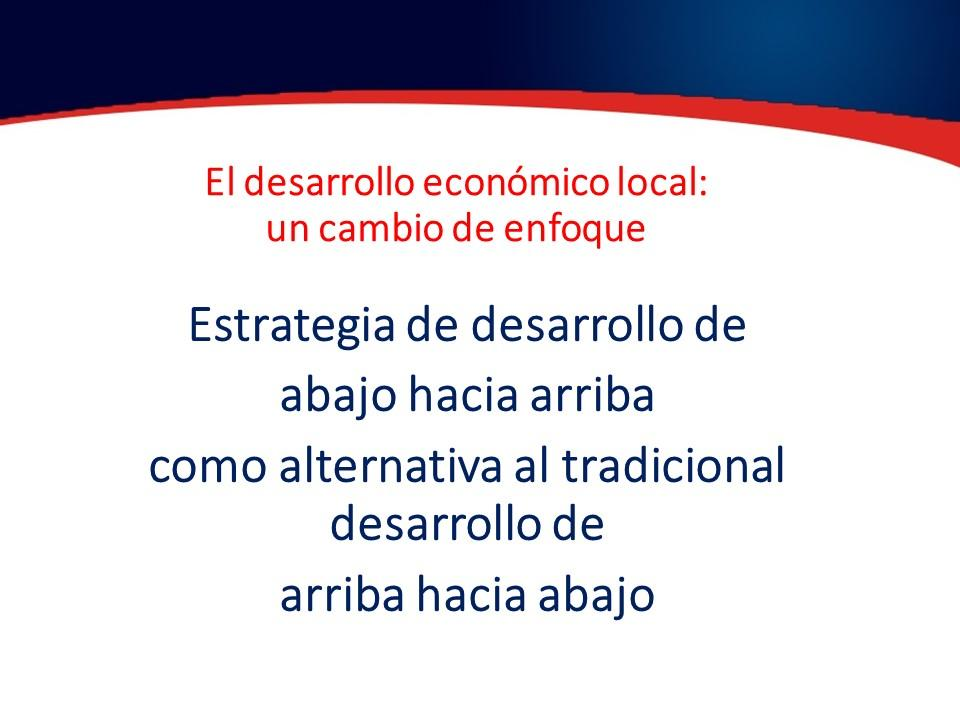 El desarrollo económico local:
un cambio de enfoque
Estrategia de desarrollo de
abajo hacia arriba
como alternativa al tradicional
desarrollo de
arriba hacia abajo